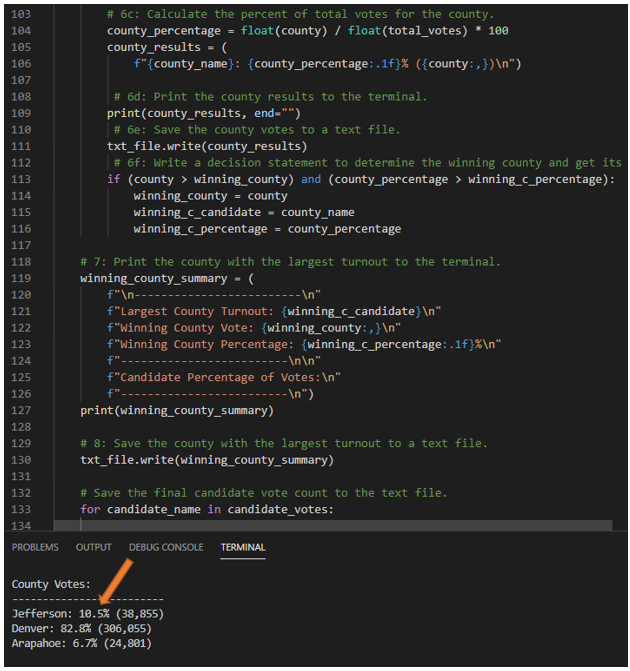 103 # 6c: Calculate the percent of total votes for the county.
104 county_percentage = float(county) / float(total_votes) * 100
105 county_results = (
106 f"{county_name}: {county_percentage:.1f}% ({county:,})\n")
107
108 # 6d: Print the county results to the terminal.
109 print(county_results, end="")
110 # 6e: Save the county votes to a text file.
111 txt_file.write(county_results)
112 # 6f: Write a decision statement to determine the winning county and get its
113 if (county > winning_county) and (county_percentage > winning_c_percentage):
114 winning_county = county
115 winning_c_candidate = county_name
116 winning_c_percentage = county_percentage
117
118 # 7: Print the county with the largest turnout to the terminal.
119 winning_county_summary = (
120 f"\n-------------------------\n"
121 f"Largest County Turnout: {winning_c_candidate}\n"
122 f"Winning County Vote: {winning_county:,}\n"
123 f"Winning County Percentage: {winning_c_percentage:.1f}%\n"
124 f"-------------------------\n\n"
125 f"Candidate Percentage of Votes:\n"
126 f"-------------------------\n")
127 print(winning_county_summary)
128
129 # 8: Save the county with the largest turnout to a text file.
130 txt_file.write(winning_county_summary)
131
132 # Save the final candidate vote count to the text file.
133 for candidate_name in candidate_votes:
134
PROBLEMS OUTPUT DEBUG CONSOLE TERMINAL
County Votes:
-------------------------
Jefferson: 10.5% (38,855)
Denver: 82.8% (306,055)
Arapahoe: 6.7% (24,801)